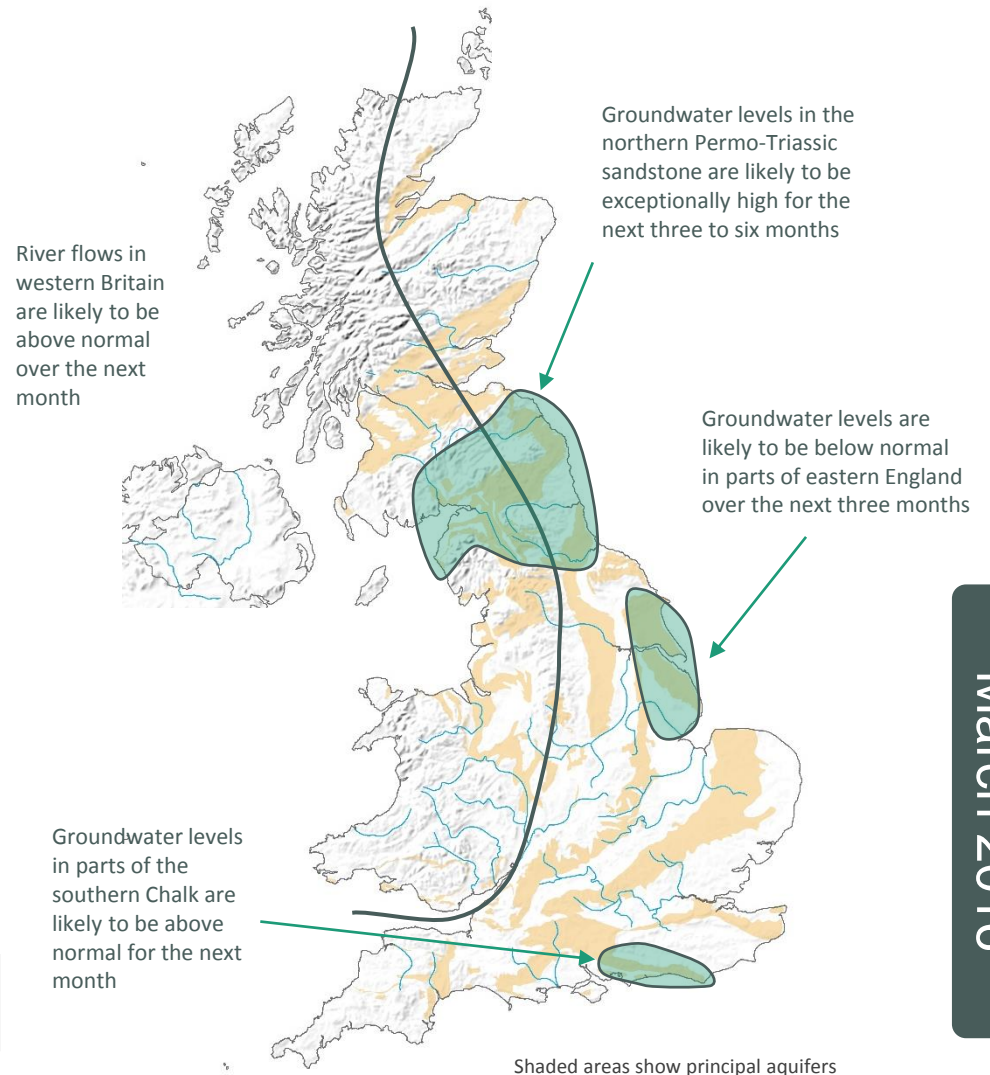 Groundwater levels in the
northern Permo-Triassic
sandstone are likely to be
exceptionally high for the
next three to six months
River flows in
western Britain
are likely to be
above normal
over the next
month
Groundwater levels are
likely to be below normal
in parts of eastern England
over the next three months
Groundwater levels
in parts of the
southern Chalk are
likely to be above
normal for the next
month
Shaded areas show principal aquifers
March